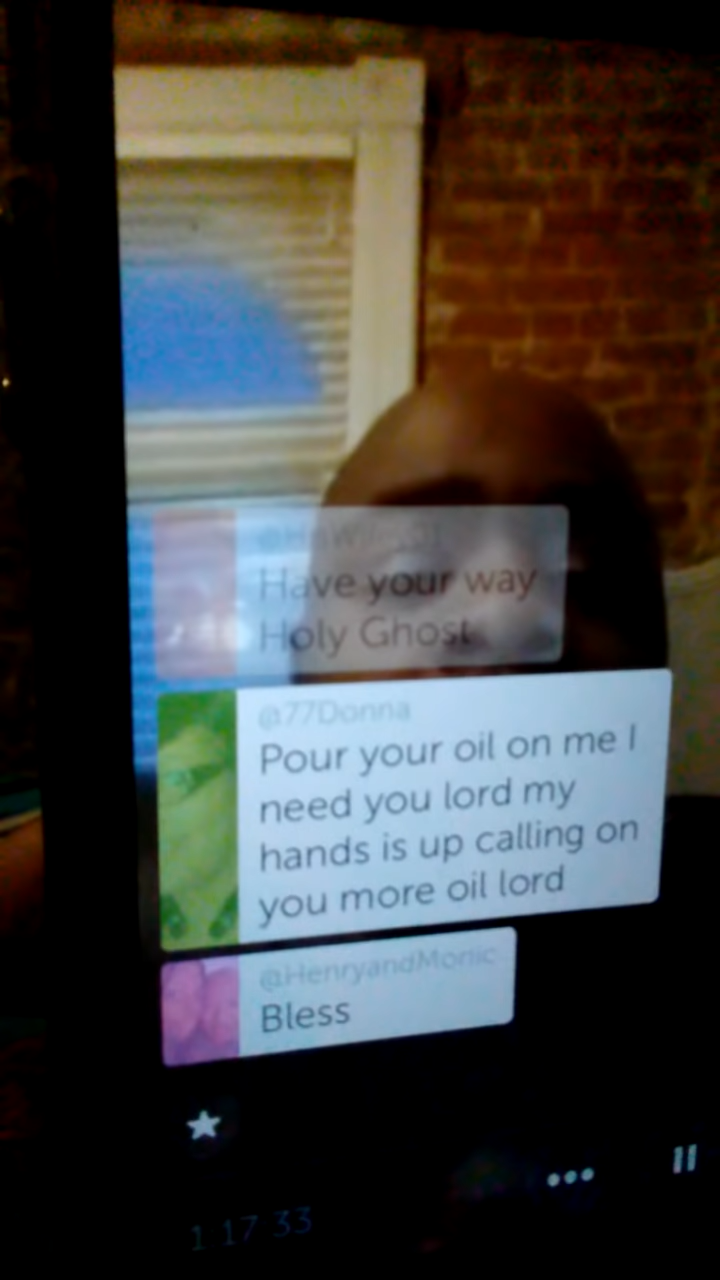 Have your way
Holy Ghost
@77Donna
Pour your oil on me I
need you lord my
hands is up calling on
you more oil lord
@HenryandMonic
Bless
1 17 33